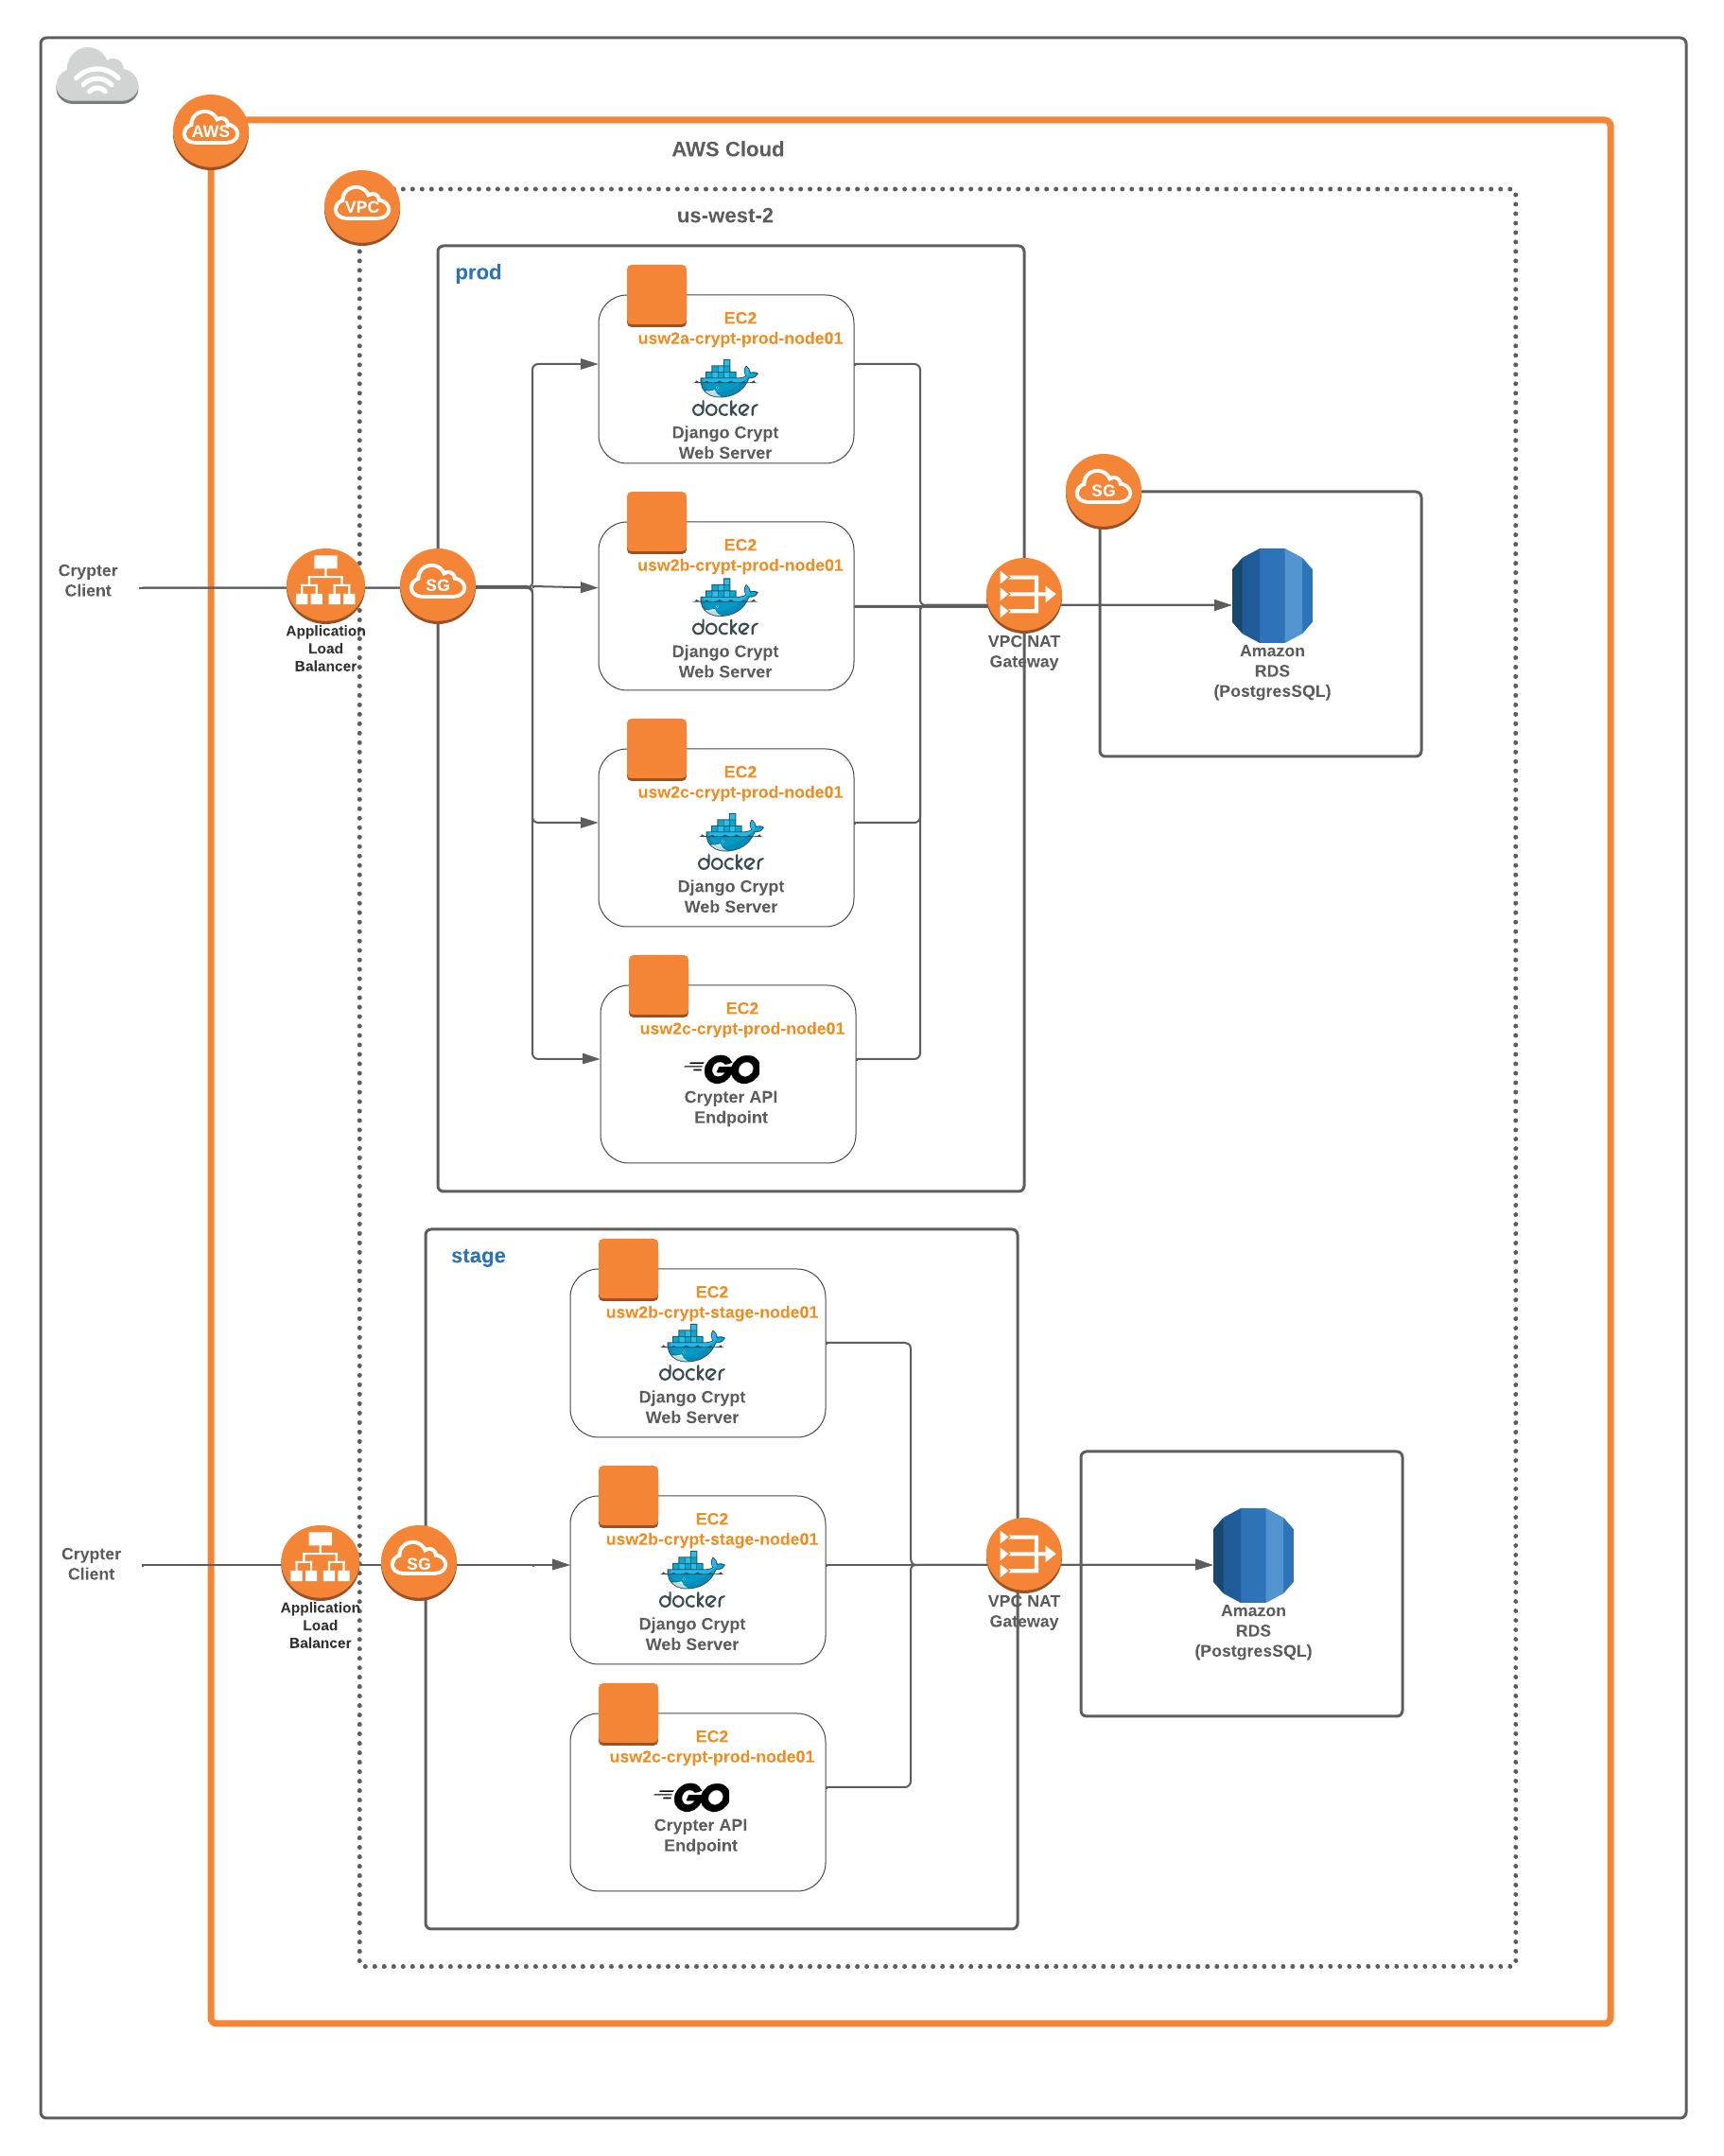 AWS
AWS Cloud
VPC
us-west-2
prod
EC2
usw2a-crypt-prod-node01
docker
Django Crypt
Web Server
EC2
usw2b-crypt-prod-node01
docker
Django Crypt
Web Server
EC2
usw2c-crypt-prod-node01
docker
Django Crypt
Web Server
EC2
usw2c-crypt-prod-node01
GO
Crypter API
Endpoint
Crypter
Client
Application
Load
Balancer
SG
VPC NAT
Gateway
SG
Amazon
RDS
(PostgresSQL)
stage
EC2
usw2b-crypt-stage-node01
docker
Django Crypt
Web Server
EC2
usw2b-crypt-stage-node01
docker
Django Crypt
Web Server
EC2
usw2c-crypt-prod-node01
GO
Crypter API
Endpoint
Crypter
Client
Application
Load
Balancer
SG
VPC NAT
Gateway
Amazon
RDS
(PostgresSQL)